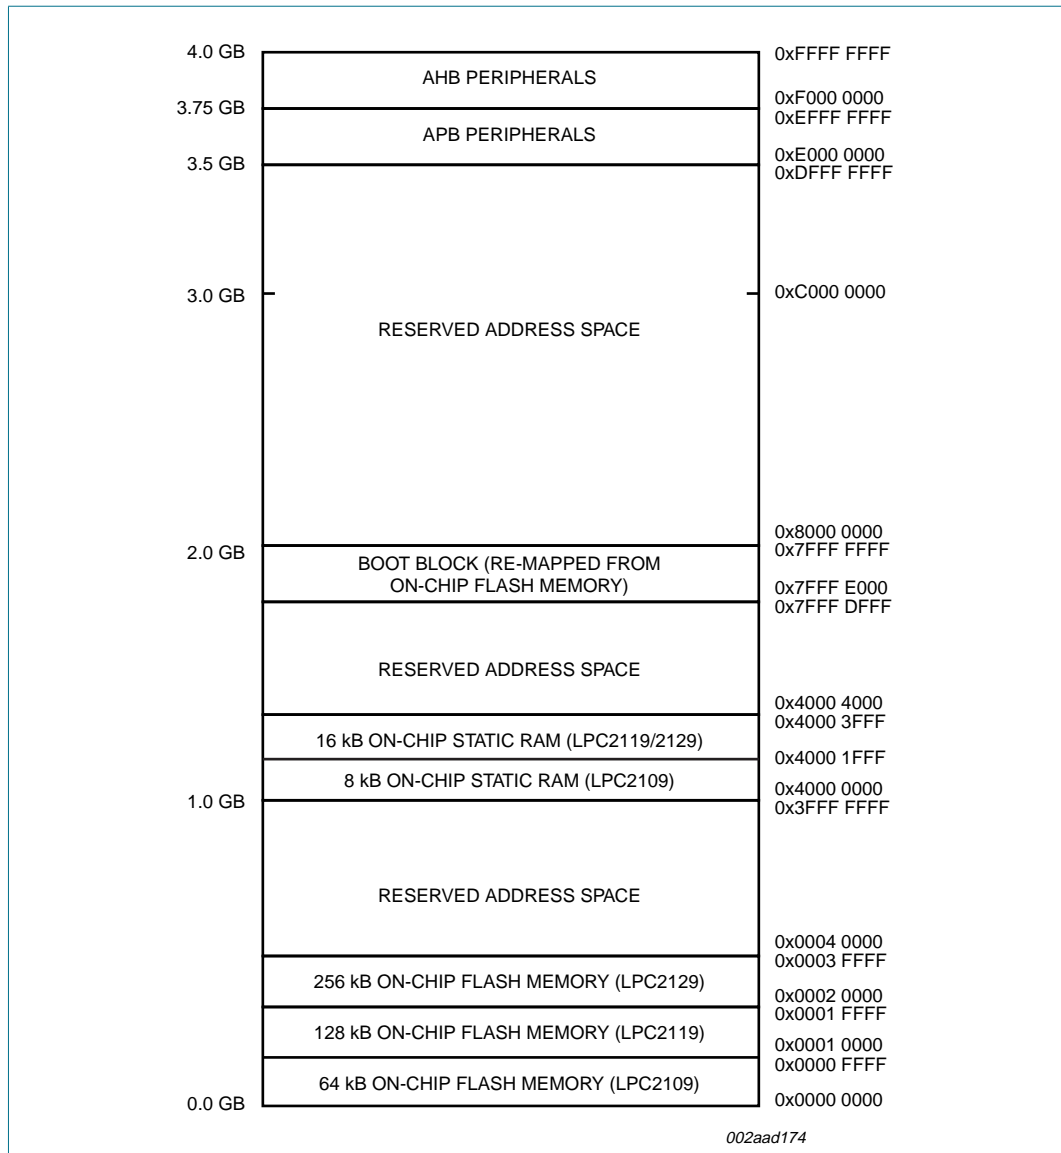 4.0 GB
0xFFFF FFFF
AHB PERIPHERALS
0xF000 0000
3.75 GB
0xEFFF FFFF
APB PERIPHERALS
0xE000 0000
3.5 GB
0xDFFF FFFF
3.0 GB
0xC000 0000
RESERVED ADDRESS SPACE
0x8000 0000
2.0 GB
0x7FFF FFFF
BOOT BLOCK (RE-MAPPED FROM
ON-CHIP FLASH MEMORY)
0x7FFF E000
0x7FFF DFFF
RESERVED ADDRESS SPACE
0x4000 4000
0x4000 3FFF
16 kB ON-CHIP STATIC RAM (LPC2119/2129)
0x4000 1FFF
8 kB ON-CHIP STATIC RAM (LPC2109)
0x4000 0000
1.0 GB
0x3FFF FFFF
RESERVED ADDRESS SPACE
0x0004 0000
0x0003 FFFF
256 kB ON-CHIP FLASH MEMORY (LPC2129)
0x0002 0000
0x0001 FFFF
128 kB ON-CHIP FLASH MEMORY (LPC2119)
0x0001 0000
0x0000 FFFF
64 kB ON-CHIP FLASH MEMORY (LPC2109)
0.0 GB
0x0000 0000
002aad174